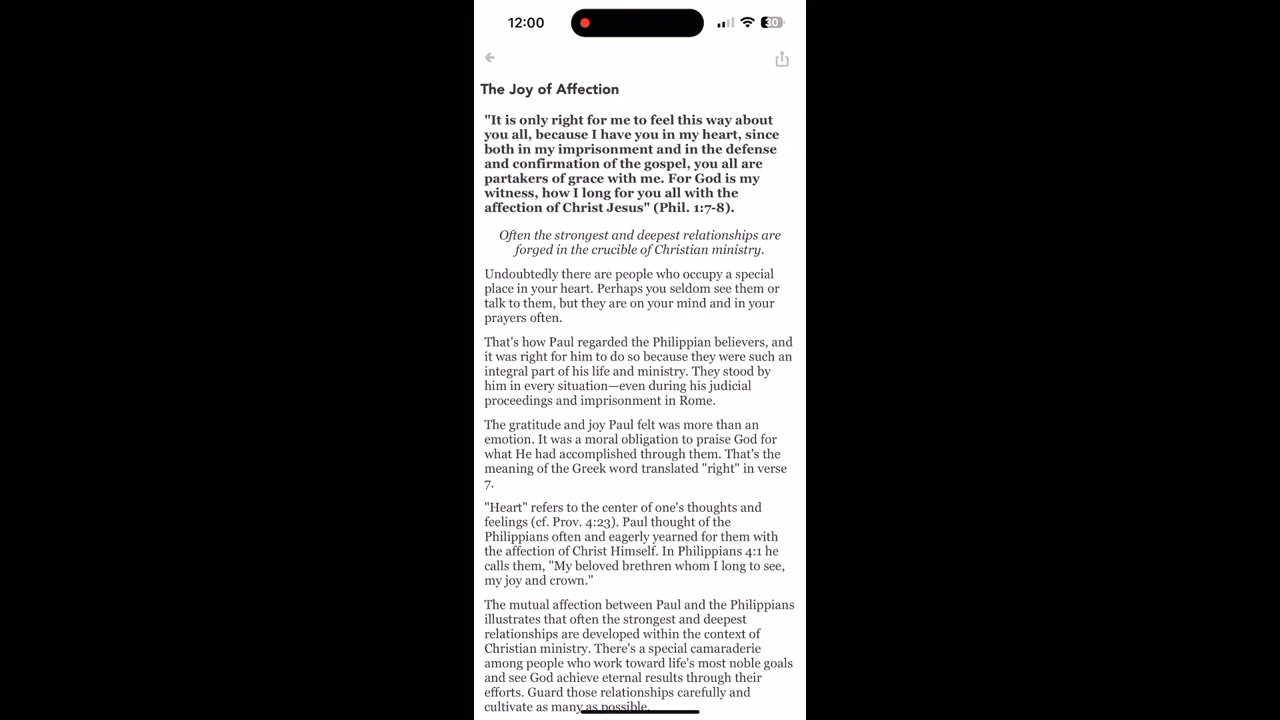 12:00
30
The Joy of Affection
"It is only right for me to feel this way about
you all, because I have you in my heart, since
both in my imprisonment and in the defense
and confirmation of the gospel, you all are
partakers of grace with me. For God is my
witness, how I long for you all with the
affection of Christ Jesus" (Phil. 1:7-8).
Often the strongest and deepest relationships are
forged in the crucible of Christian ministry.
Undoubtedly there are people who occupy a special
place in your heart. Perhaps you seldom see them or
talk to them, but they are on your mind and in your
prayers often.
That's how Paul regarded the Philippian believers, and
it was right for him to do so because they were such an
integral part of his life and ministry. They stood by
him in every situation—even during his judicial
proceedings and imprisonment in Rome.
The gratitude and joy Paul felt was more than an
emotion. It was a moral obligation to praise God for
what He had accomplished through them. That's the
meaning of the Greek word translated "right" in verse
7.
"Heart" refers to the center of one's thoughts and
feelings (cf. Prov. 4:23). Paul thought of the
Philippians often and eagerly yearned for them with
the affection of Christ Himself. In Philippians 4:1 he
calls them, "My beloved brethren whom I long to see,
my joy and crown."
The mutual affection between Paul and the Philippians
illustrates that often the strongest and deepest
relationships are developed within the context of
Christian ministry. There's a special camaraderie
among people who work toward life's most noble goals
and see God achieve eternal results through their
efforts. Guard those relationships carefully and
cultivate as many as possible.